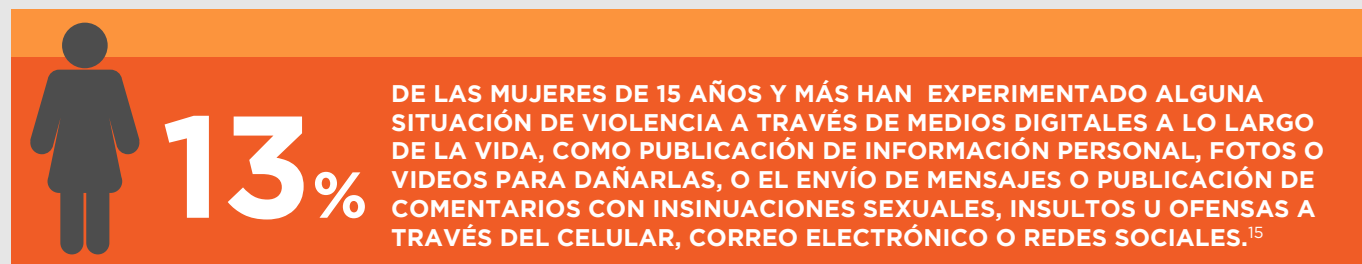 13%
DE LAS MUJERES DE 15 AÑOS Y MÁS HAN EXPERIMENTADO ALGUNA
SITUACIÓN DE VIOLENCIA A TRAVÉS DE MEDIOS DIGITALES A LO LARGO
DE LA VIDA, COMO PUBLICACIÓN DE INFORMACIÓN PERSONAL, FOTOS O
VIDEOS PARA DAÑARLAS, O EL ENVÍO DE MENSAJES O PUBLICACIÓN DE
COMENTARIOS CON INSINUACIONES SEXUALES, INSULTOS U OFENSAS A
TRAVÉS DEL CELULAR, CORREO ELECTRÓNICO O REDES SOCIALES.15